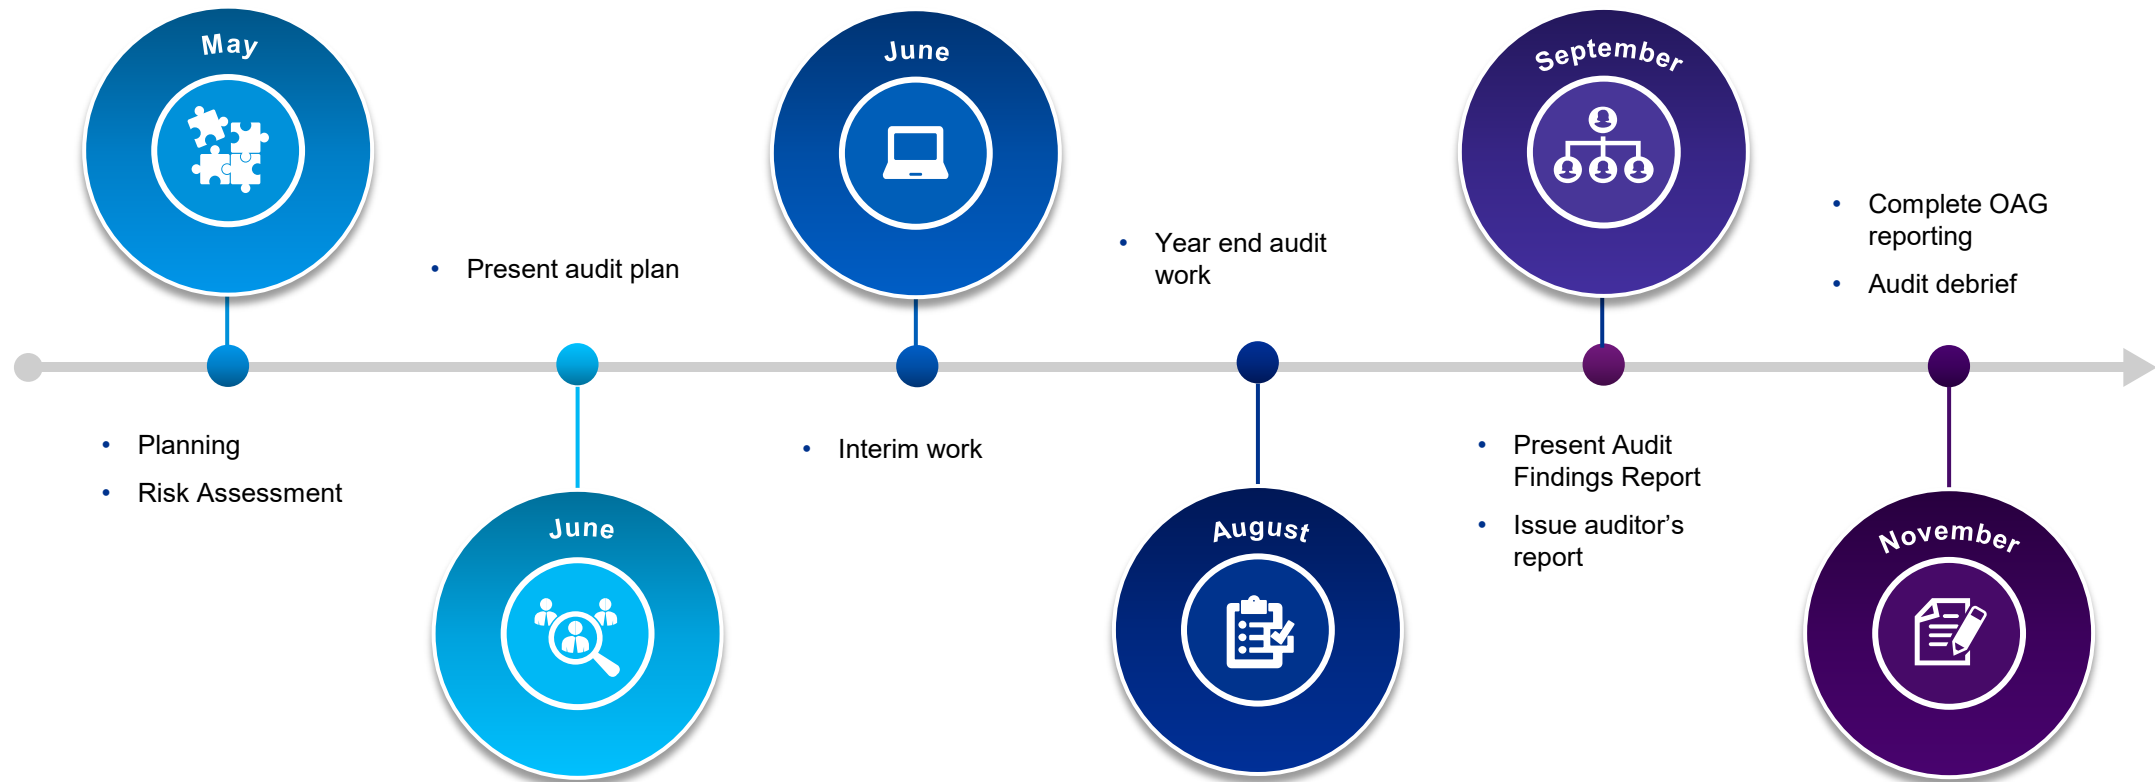 May
• Planning
• Risk Assessment
• Present audit plan
June
June
• Interim work
• Year end audit
work
August
September
• Present Audit
Findings Report
• Issue auditor’s
report
• Complete OAG
reporting
• Audit debrief
November